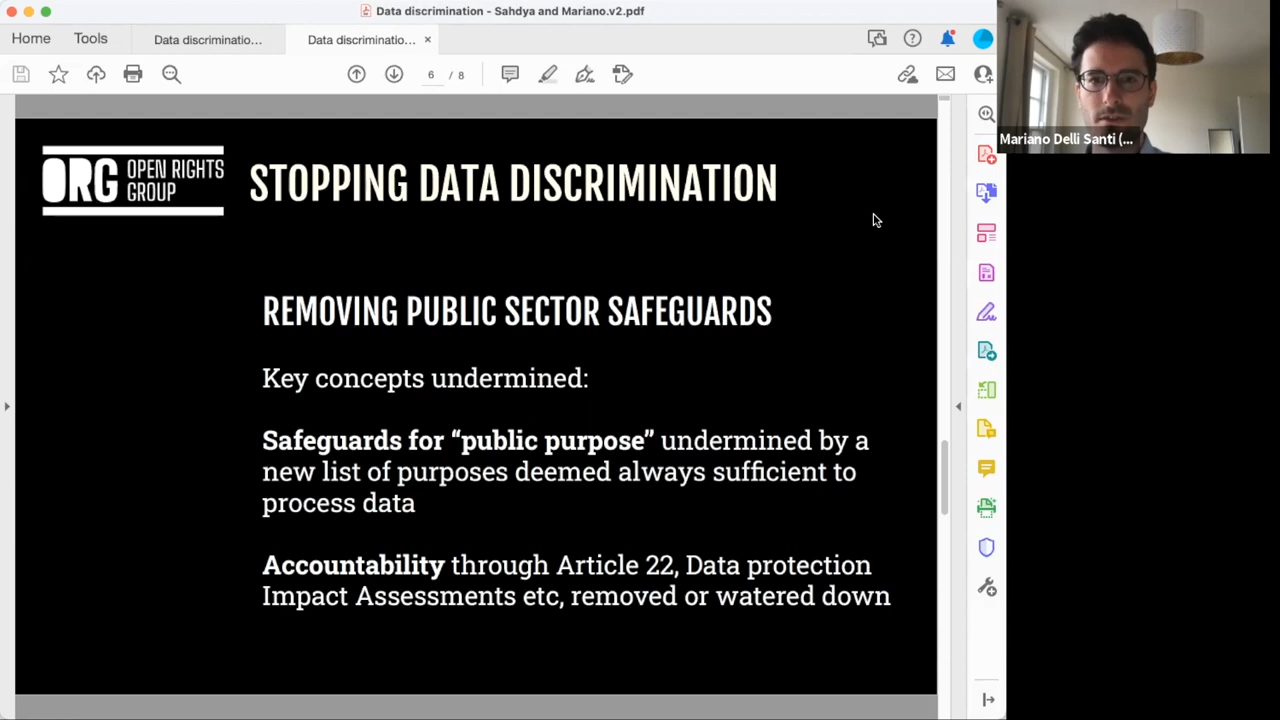 Data discrimination - Sahdya and Mariano.v2.pdf
Home
Tools
Data discriminatio...
Data discriminatio...
6 / 8
Mariano Delli Santi (...
ORG OPEN RIGHTS
GROUP
STOPPING DATA DISCRIMINATION
REMOVING PUBLIC SECTOR SAFEGUARDS
Key concepts undermined:
Safeguards for “public purpose” undermined by a
new list of purposes deemed always sufficient to
process data
Accountability through Article 22, Data protection
Impact Assessments etc, removed or watered down